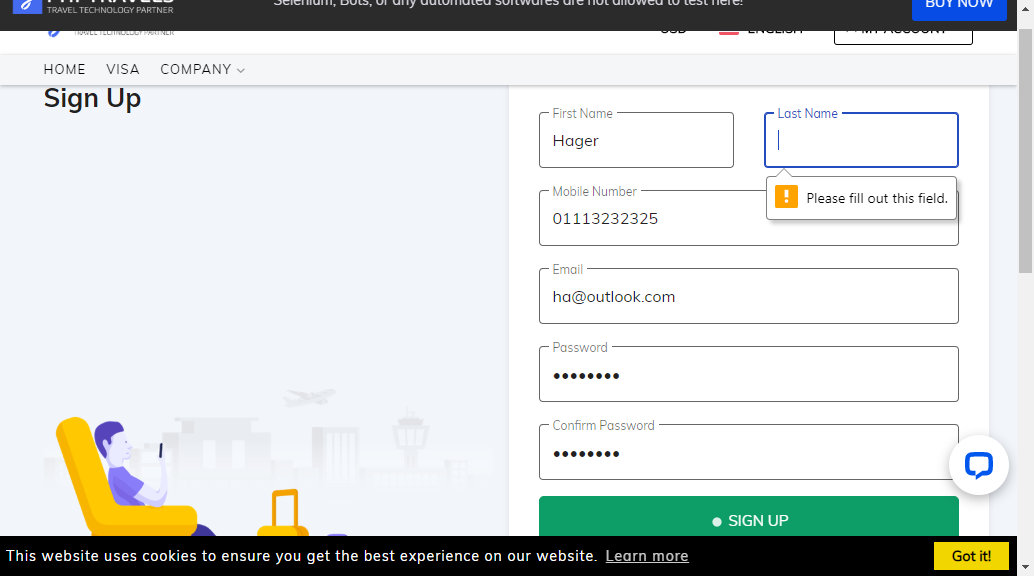 TRAVEL TECHNOLOGY PARTNER
Selenium, Bots, or any automated softwares are not allowed to test here!
BUY NOW
TRAVEL TECHNOLOGY PARTNER
USD
ENGLISH
MY ACCOUNT
HOME VISA COMPANY
Sign Up
First Name
Hager
Last Name
Please fill out this field.
Mobile Number
01113232325
Email
ha@outlook.com
Password
••••••••
Confirm Password
••••••••
SIGN UP
This website uses cookies to ensure you get the best experience on our website. Learn more
Got it!